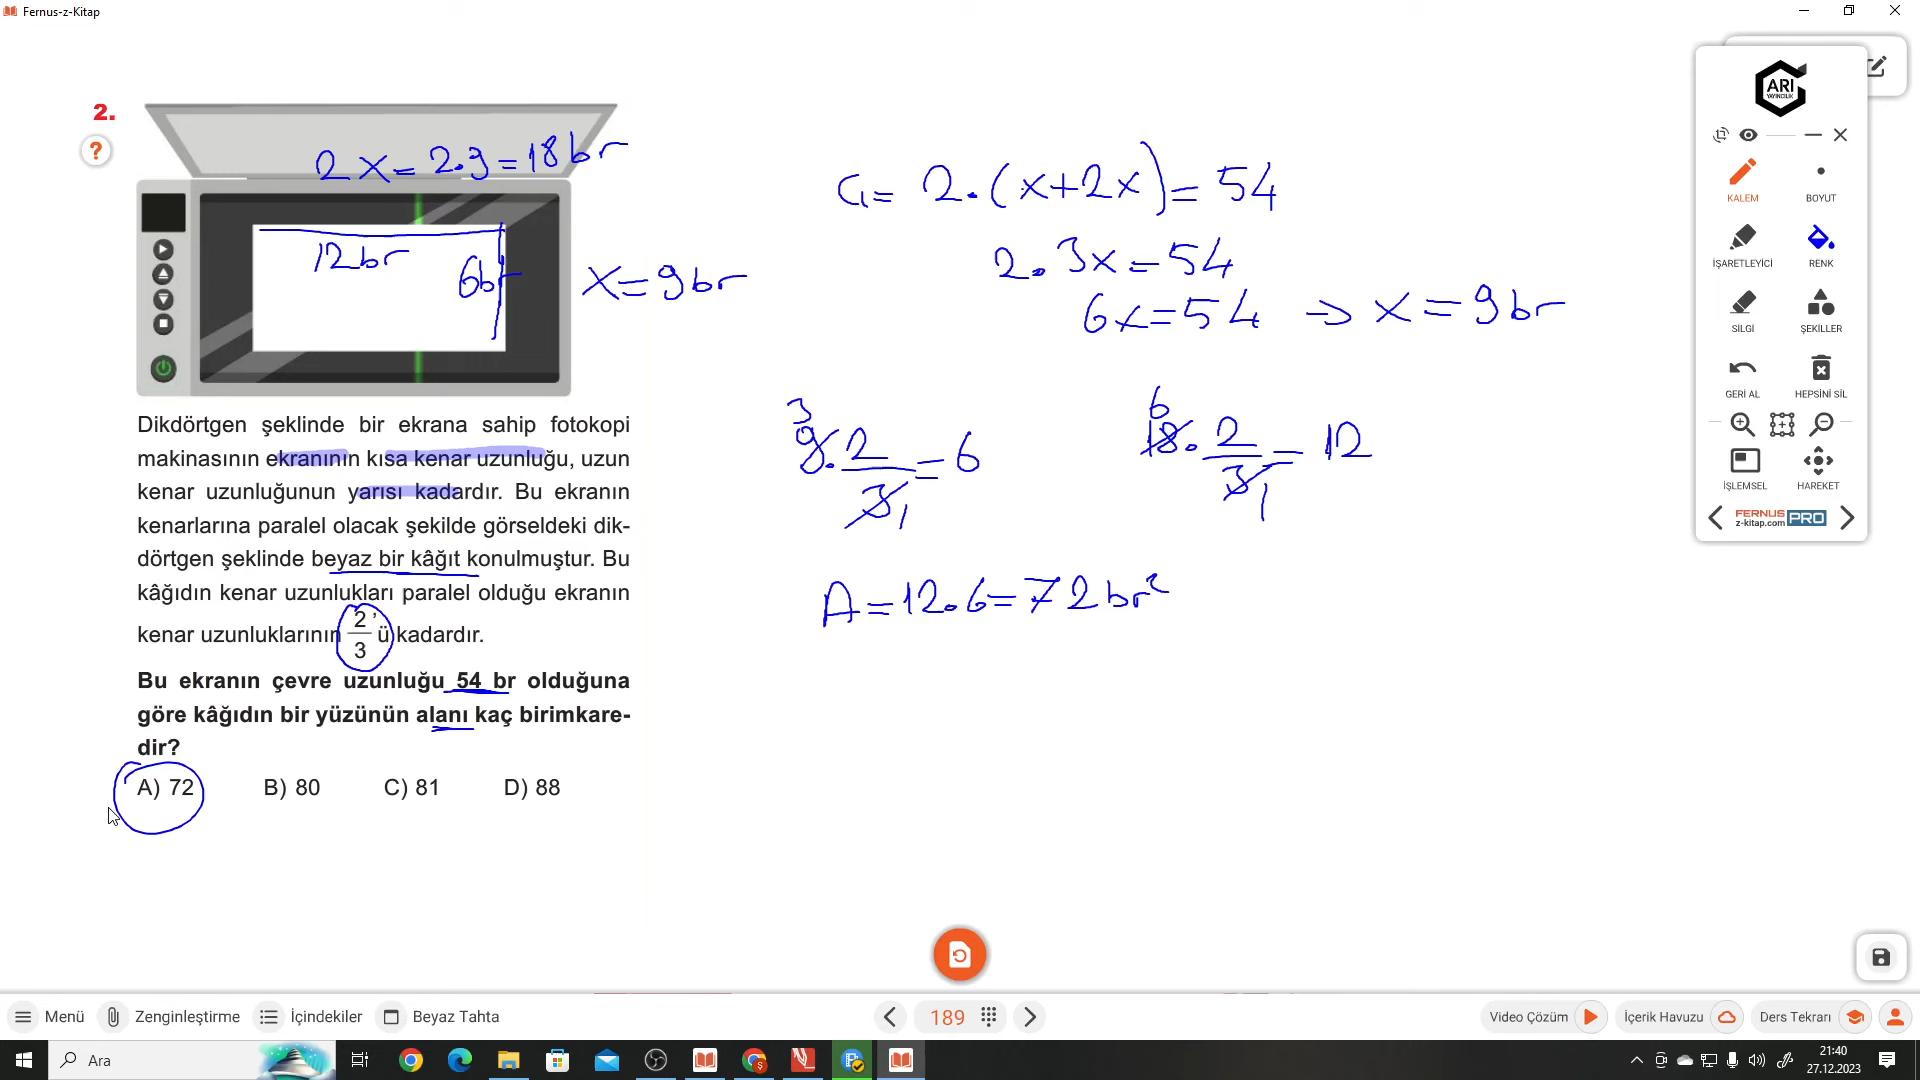 Fernus-z-Kitap
2.
?
2x=2.9=18br
12br
6br
x=9br
Dikdörtgen şeklinde bir ekrana sahip fotokopi
makinasının ekranının kısa kenar uzunluğu, uzun
kenar uzunluğunun yarısı kadardır. Bu ekranın
kenarlarına paralel olacak şekilde görseldeki dik-
dörtgen şeklinde beyaz bir kâğıt konulmuştur. Bu
kâğıdın kenar uzunlukları paralel olduğu ekranın
kenar uzunluklarının 2/3'ü kadardır.
Bu ekranın çevre uzunluğu 54 br olduğuna
göre kâğıdın bir yüzünün alanı kaç birimkare-
dir?
A) 72 B) 80 C) 81 D) 88
Ç= 2.(x+2x)=54
2.3x=54
6x=54 → x=9br
3
9.2/3=6
1
6
18.2/3=12
1
A=12.6=72br²
ARI
YAYINCILIK
KALEM BOYUT
İŞARETLEYİCİ RENK
SİLGİ ŞEKİLLER
GERİ AL HEPSİNİ SİL
İŞLEMSEL HAREKET
FERNUS
z-kitap.com PRO
Menü Zenginleştirme İçindekiler Beyaz Tahta 189 Video Çözüm İçerik Havuzu Ders Tekrarı
Ara
21:40
27.12.2023